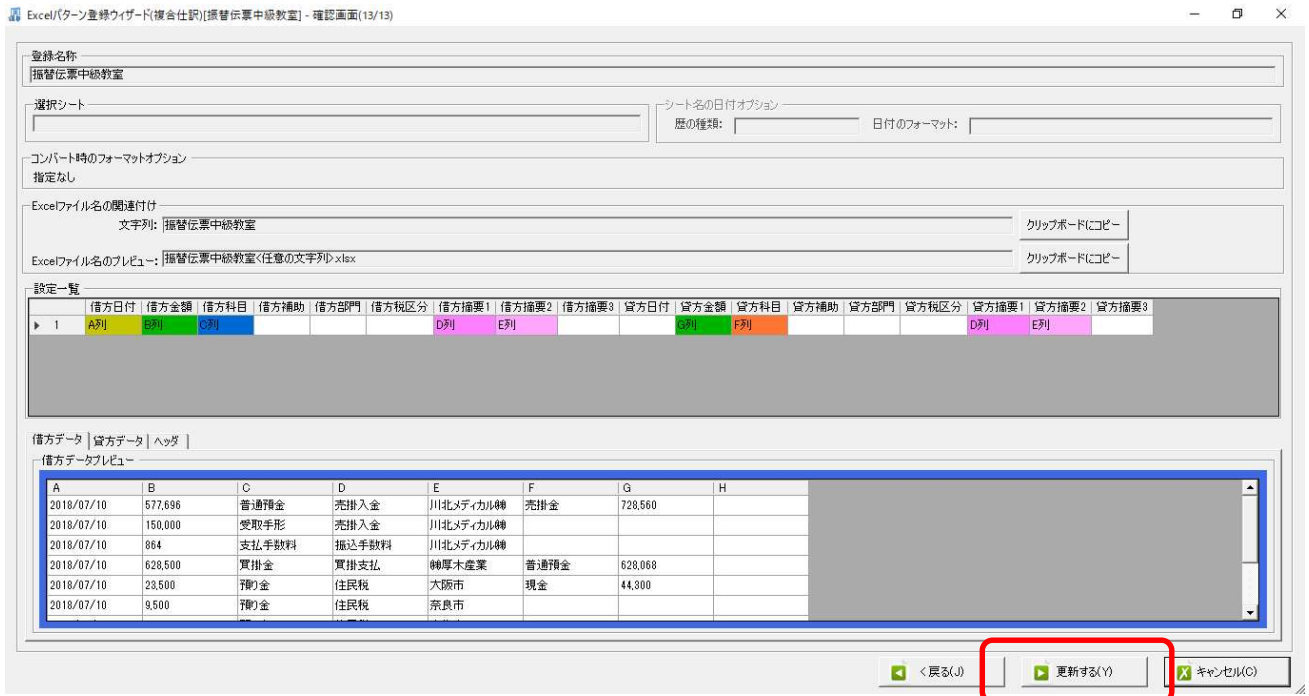 Excelパターン登録ウィザード(複合仕訳)[振替伝票中級教室] - 確認画面(13/13)
登録名称
振替伝票中級教室
選択シート
シート名の日付オプション
歴の種類:
日付のフォーマット:
コンバート時のフォーマットオプション
指定なし
Excelファイル名の関連付け
文字列: 振替伝票中級教室 クリップボードにコピー
Excelファイル名のプレビュー: 振替伝票中級教室<任意の文字列>.xlsx クリップボードにコピー
設定一覧
借方日付 借方金額 借方科目 借方補助 借方部門 借方税区分 借方摘要1 借方摘要2 借方摘要3 貸方日付 貸方金額 貸方科目 貸方補助 貸方部門 貸方税区分 貸方摘要1 貸方摘要2 貸方摘要3
1 A列 B列 C列 D列 E列 G列 F列 D列 E列
借方データ 貸方データ ヘッダ
借方データプレビュー
A B C D E F G H
2018/07/10 577,696 普通預金 売掛入金 川北メディカル㈱ 売掛金 728,560
2018/07/10 150,000 受取手形 売掛入金 川北メディカル㈱
2018/07/10 864 支払手数料 振込手数料 川北メディカル㈱
2018/07/10 628,500 買掛金 買掛支払 ㈱厚木産業 普通預金 628,068
2018/07/10 23,500 預り金 住民税 大阪市 現金 44,300
2018/07/10 9,500 預り金 住民税 奈良市
<戻る(J) 更新する(Y) キャンセル(C)